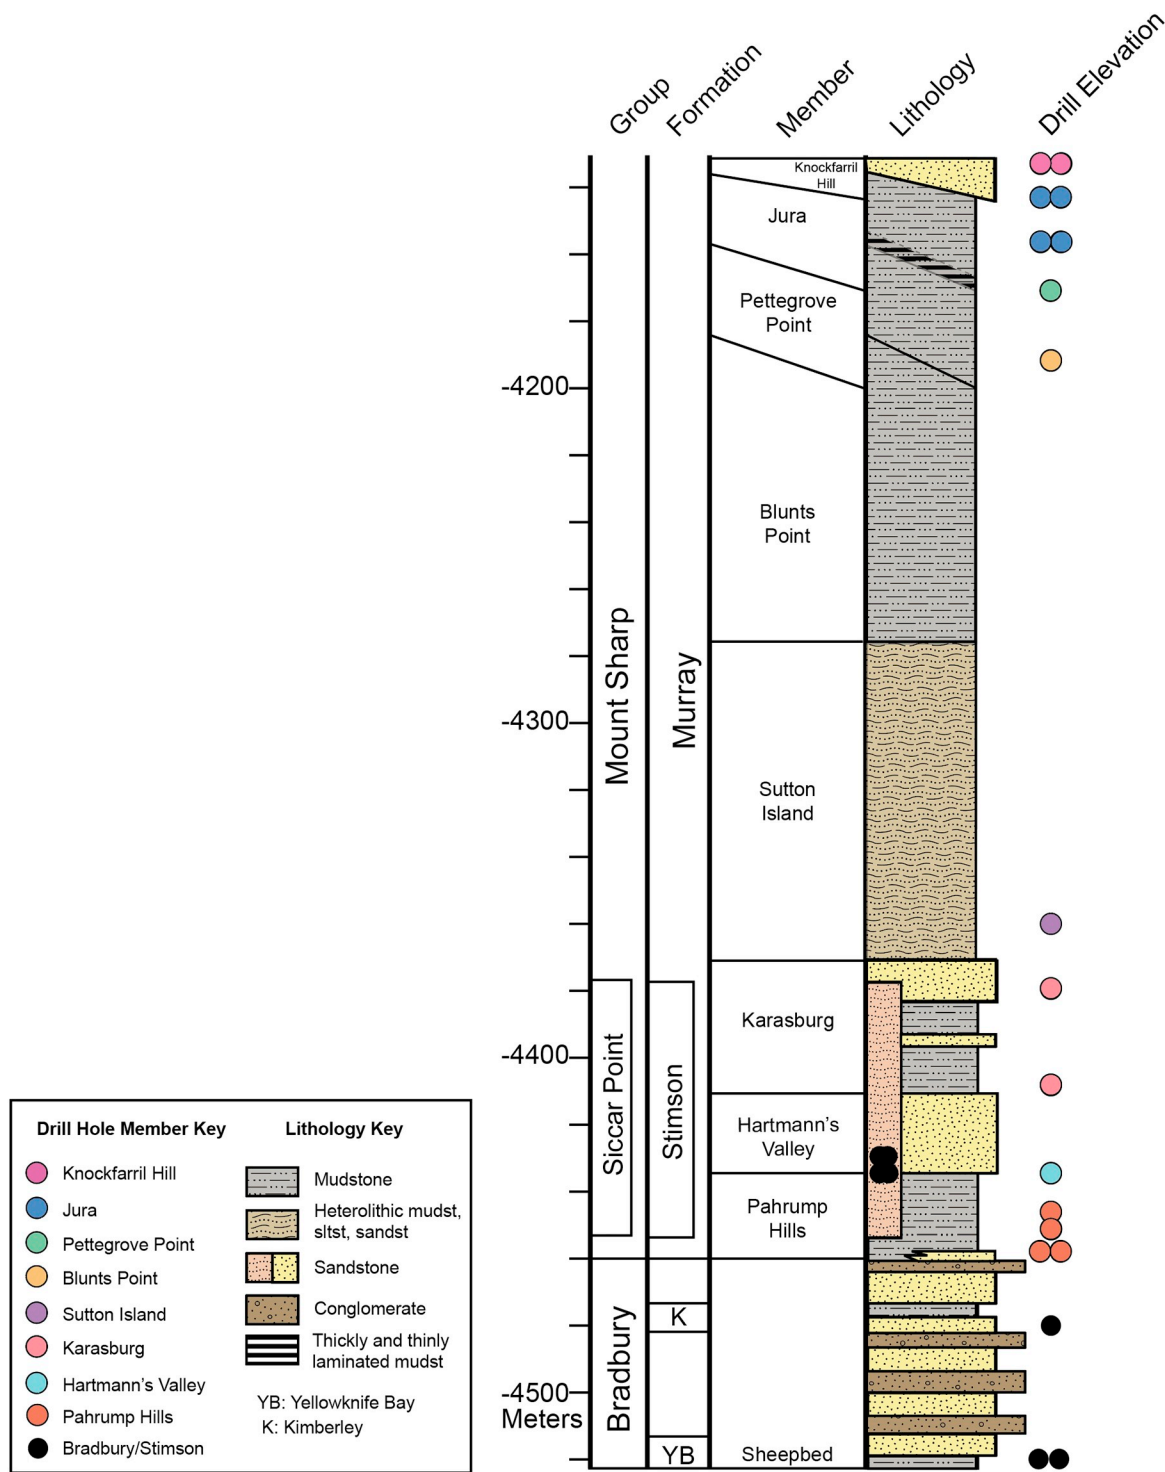 Group
Formation
Member
Lithology
Drill Elevation
Knockfarril
Hill
Jura
Pettegrove
Point
-4200
Blunts
Point
Mount Sharp
Murray
-4300
Sutton
Island
Karasburg
-4400
Siccar Point
Stimson
Hartmann's
Valley
Pahrump
Hills
Bradbury
K
-4500
Meters
YB
Sheepbed
Drill Hole Member Key
Knockfarril Hill
Jura
Pettegrove Point
Blunts Point
Sutton Island
Karasburg
Hartmann's Valley
Pahrump Hills
Bradbury/Stimson
Lithology Key
Mudstone
Heterolithic mudst,
sltst, sandst
Sandstone
Conglomerate
Thickly and thinly
laminated mudst
YB: Yellowknife Bay
K: Kimberley